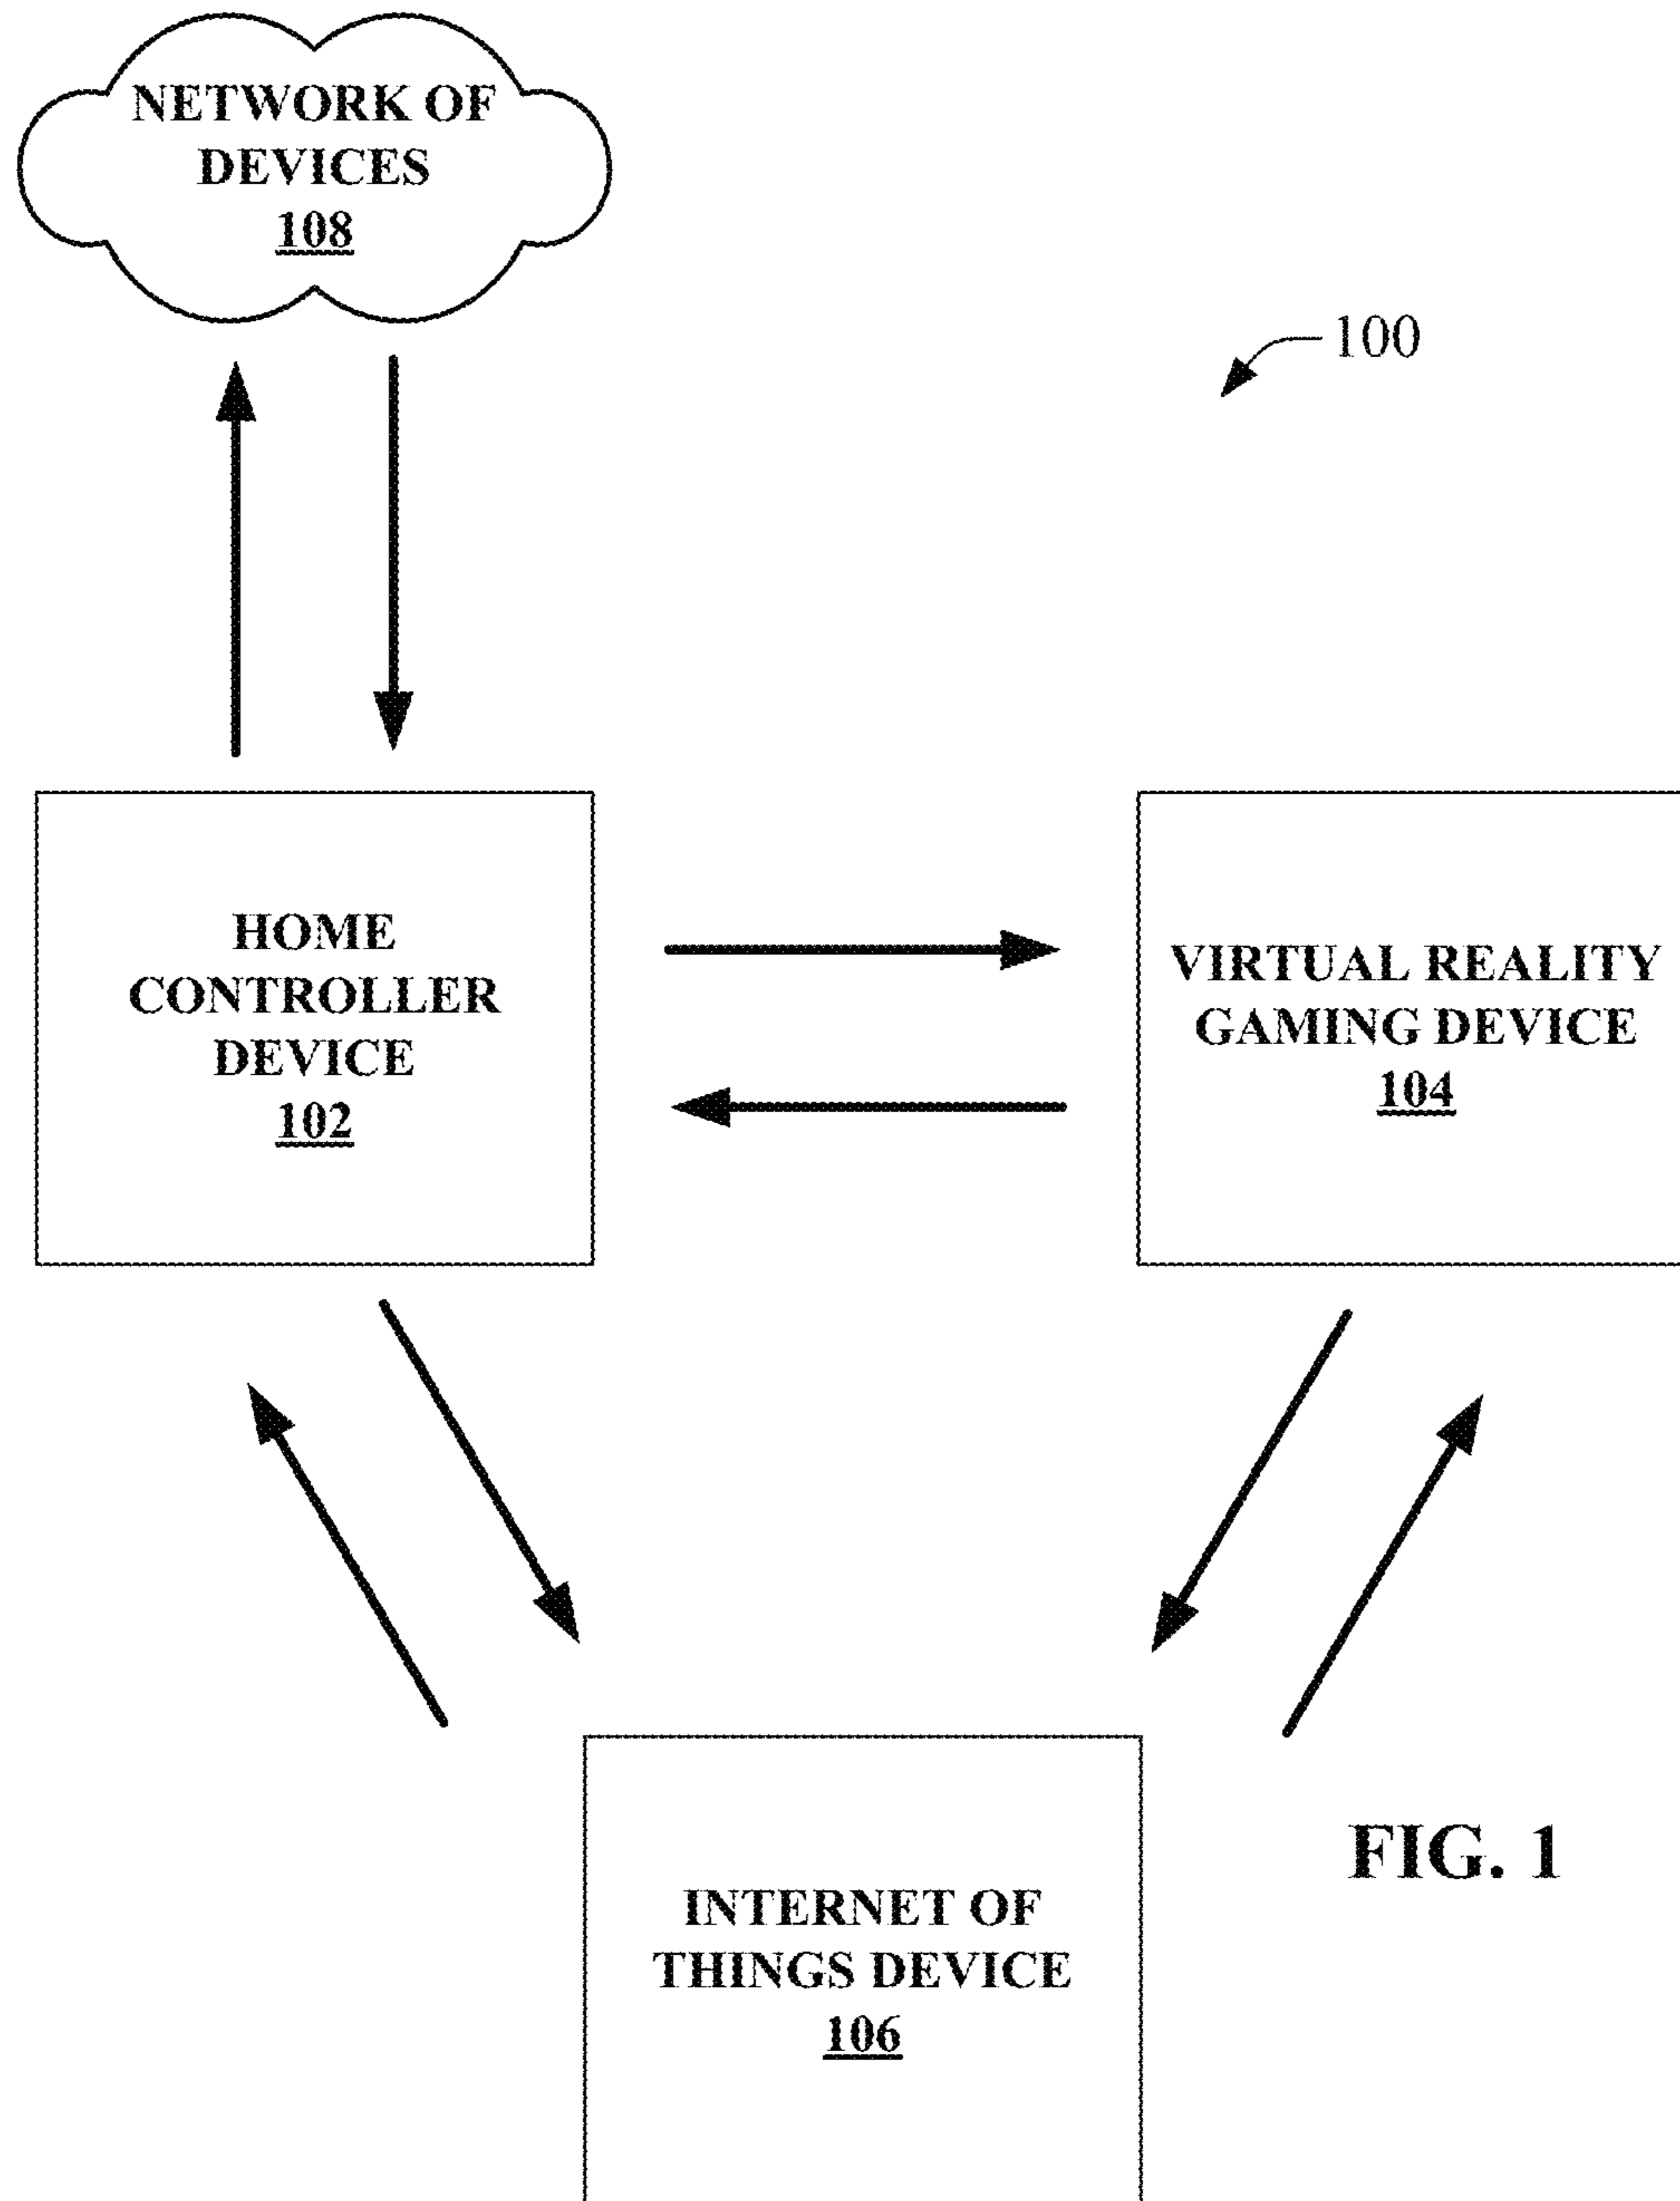 NETWORK OF
DEVICES
108
100
HOME
CONTROLLER
DEVICE
102
VIRTUAL REALITY
GAMING DEVICE
104
FIG. 1
INTERNET OF
THINGS DEVICE
106